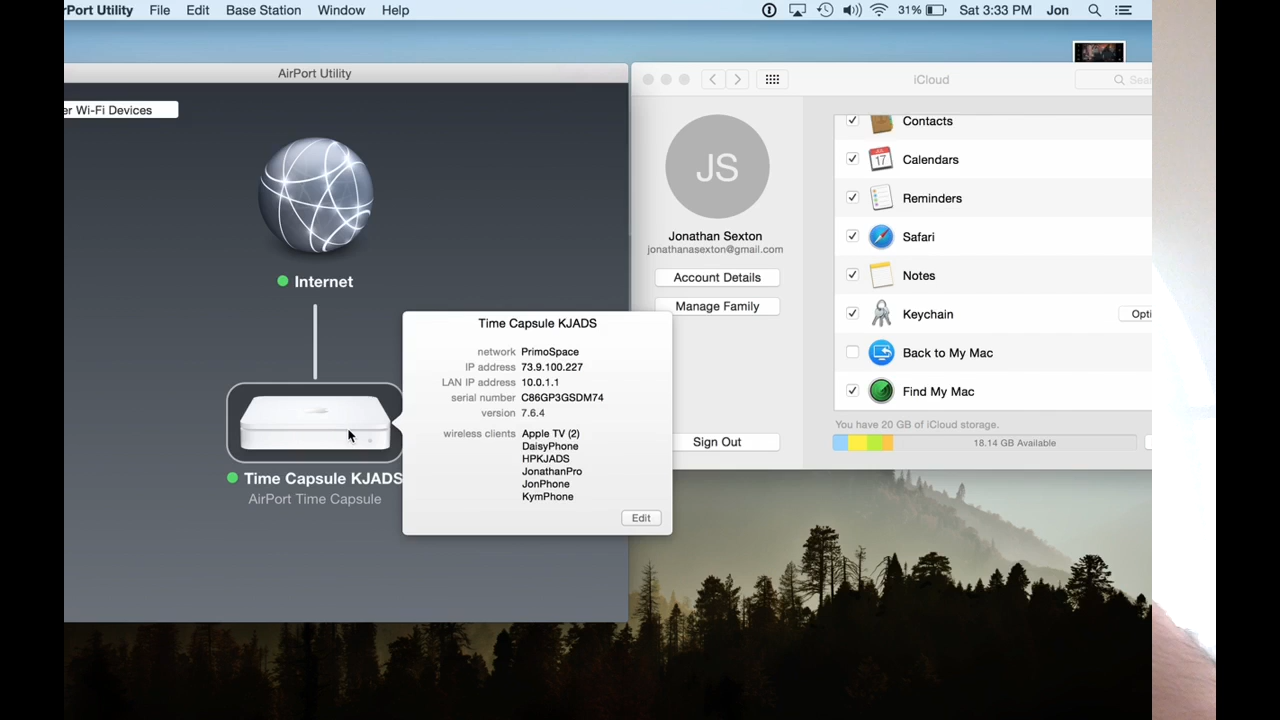 rPort Utility File Edit Base Station Window Help 31% Sat 3:33 PM Jon
AirPort Utility
er Wi-Fi Devices
Internet
Time Capsule KJADS
AirPort Time Capsule
Time Capsule KJADS
network PrimoSpace
IP address 73.9.100.227
LAN IP address 10.0.1.1
serial number C86GP3GSDM74
version 7.6.4
wireless clients Apple TV (2)
DaisyPhone
HPKJADS
JonathanPro
JonPhone
KymPhone
Edit
iCloud
Sea
JS
Jonathan Sexton
jonathanasexton@gmail.com
Account Details
Manage Family
Sign Out
Contacts
JUL
17
Calendars
Reminders
Safari
Notes
Keychain
Opti
Back to My Mac
Find My Mac
You have 20 GB of iCloud storage.
18.14 GB Available